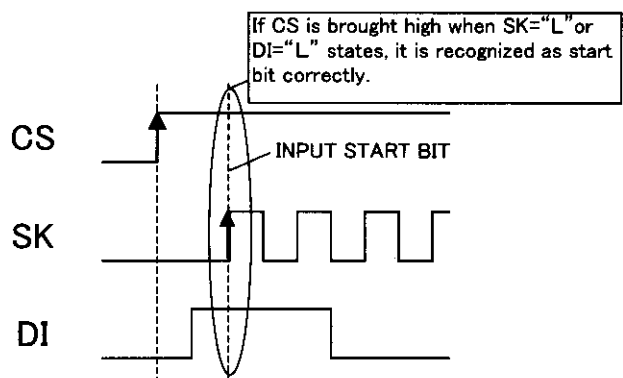 If CS is brought high when SK="L"or
DI="L" states, it is recognized as start
bit correctly.
CS
INPUT START BIT
SK
DI